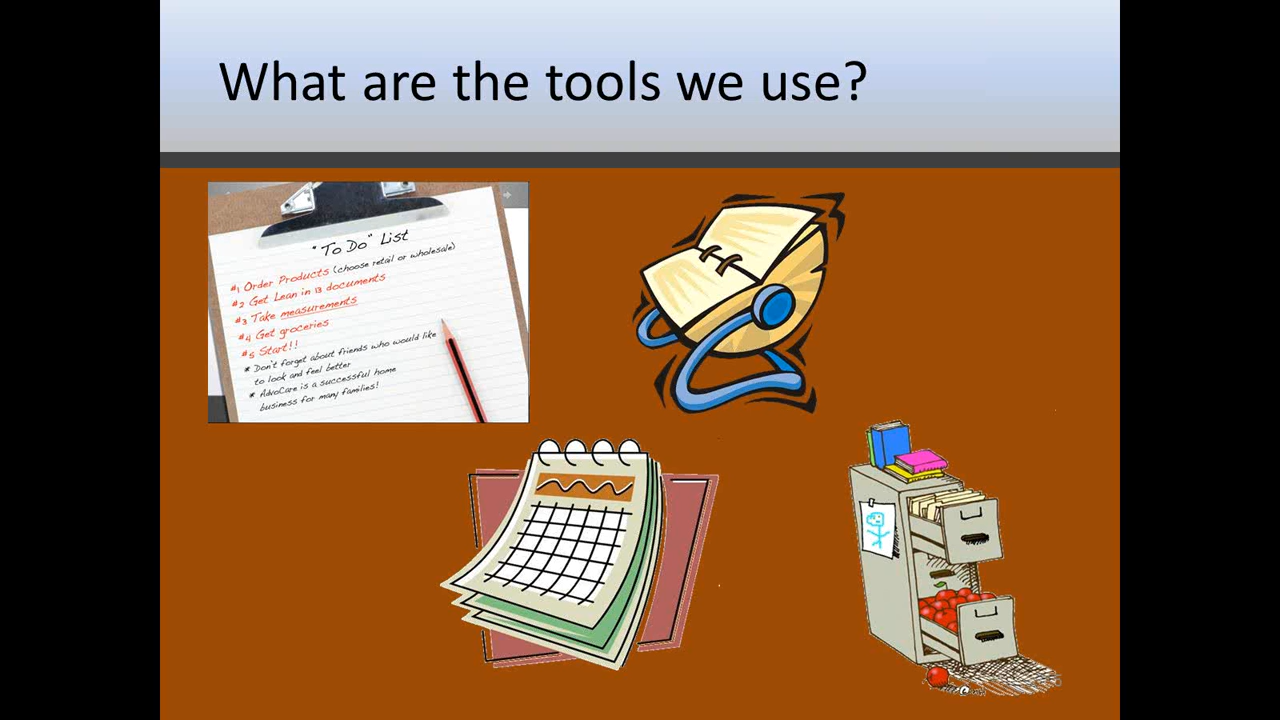 What are the tools we use?
"To Do" List
#1 Order Products (choose retail or wholesale)
#2 Get Lean in 13 documents
#3 Take measurements
#4 Get groceries
#5 Start!!
* Don't forget about friends who would like
to look and feel better
* AdvoCare is a successful home
business for many families!